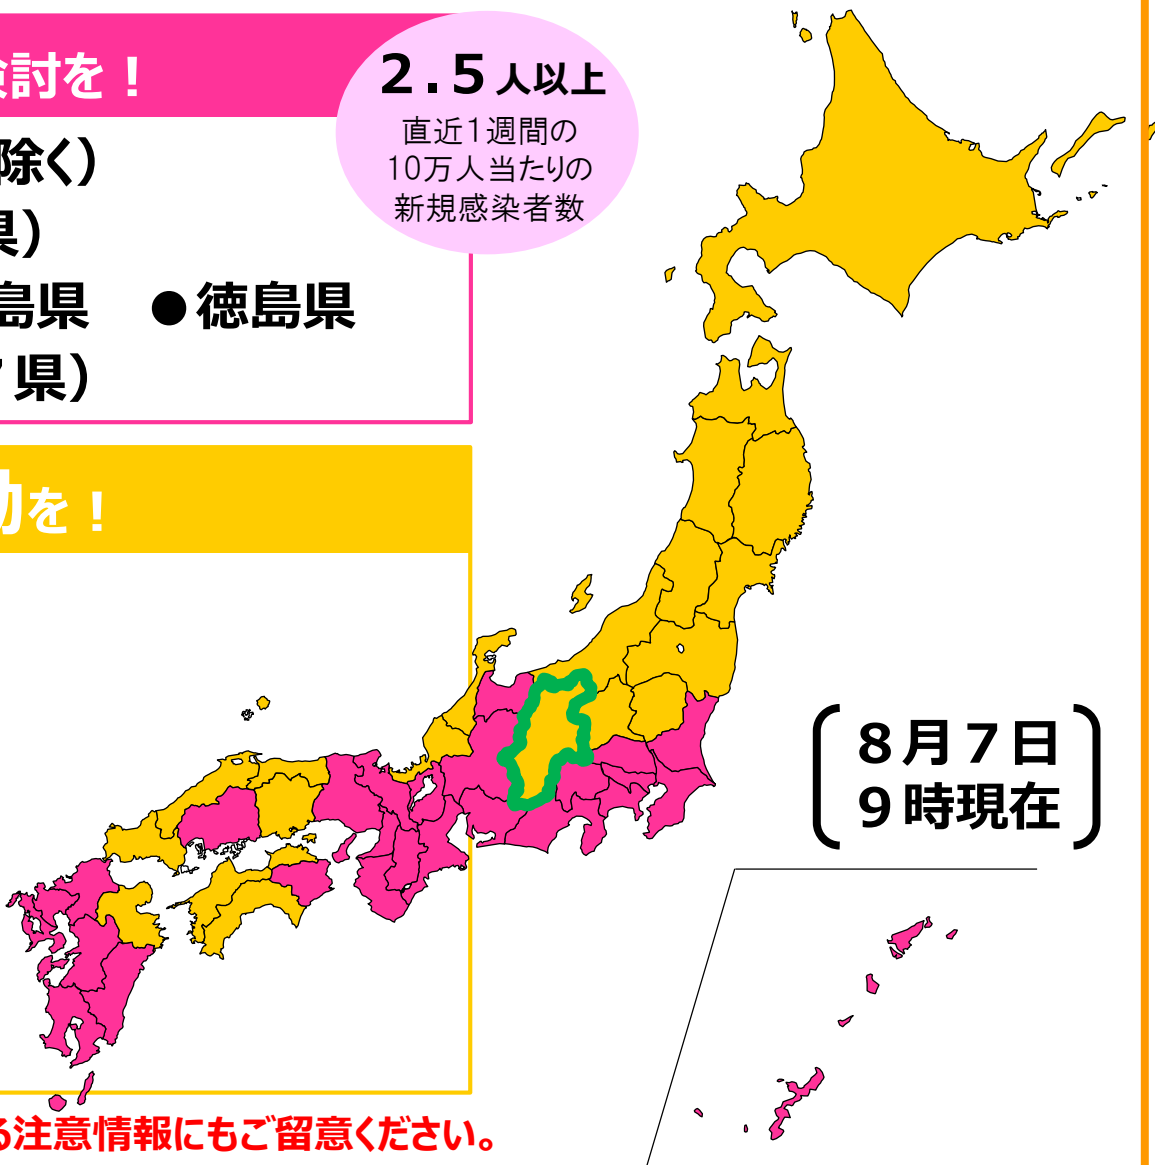 検討を！
除く）
県）
島県　●徳島県
７県）
２.５人以上
直近１週間の
10万人当たりの
新規感染者数
動を！
８月７日
９時現在
る注意情報にもご留意ください。